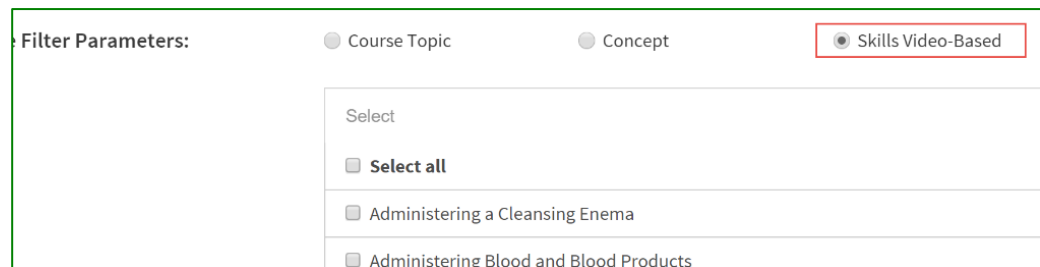 Filter Parameters: Course Topic Concept Skills Video-Based
Select
Select all
Administering a Cleansing Enema
Administering Blood and Blood Products